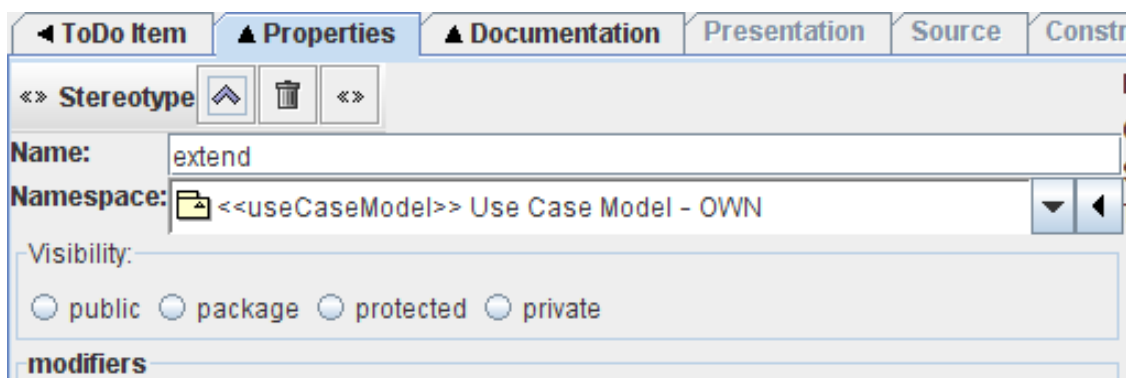 ToDo Item Properties Documentation Presentation Source Constr
«» Stereotype «»
Name: extend
Namespace: <<useCaseModel>> Use Case Model - OWN
Visibility:
public package protected private
modifiers